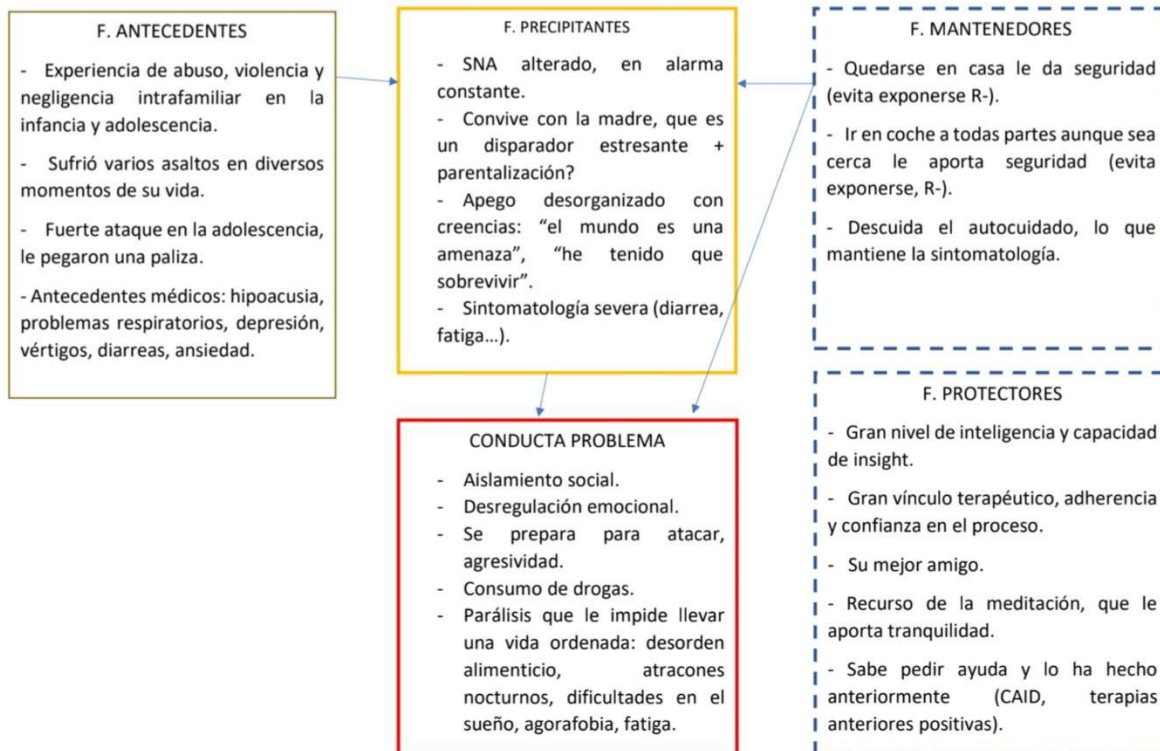 F. ANTECEDENTES
- Experiencia de abuso, violencia y
negligencia intrafamiliar en la
infancia y adolescencia.
- Sufrió varios asaltos en diversos
momentos de su vida.
- Fuerte ataque en la adolescencia,
le pegaron una paliza.
- Antecedentes médicos: hipoacusia,
problemas respiratorios, depresión,
vértigos, diarreas, ansiedad.
F. PRECIPITANTES
- SNA alterado, en alarma
constante.
- Convive con la madre, que es
un disparador estresante +
parentalización?
- Apego desorganizado con
creencias: “el mundo es una
amenaza”, “he tenido que
sobrevivir”.
- Sintomatología severa (diarrea,
fatiga…).
F. MANTENEDORES
- Quedarse en casa le da seguridad
(evita exponerse R-).
- Ir en coche a todas partes aunque sea
cerca le aporta seguridad (evita
exponerse, R-).
- Descuida el autocuidado, lo que
mantiene la sintomatología.
CONDUCTA PROBLEMA
- Aislamiento social.
- Desregulación emocional.
- Se prepara para atacar,
agresividad.
- Consumo de drogas.
- Parálisis que le impide llevar
una vida ordenada: desorden
alimenticio, atracones
nocturnos, dificultades en el
sueño, agorafobia, fatiga.
F. PROTECTORES
- Gran nivel de inteligencia y capacidad
de insight.
- Gran vínculo terapéutico, adherencia
y confianza en el proceso.
- Su mejor amigo.
- Recurso de la meditación, que le
aporta tranquilidad.
- Sabe pedir ayuda y lo ha hecho
anteriormente (CAID, terapias
anteriores positivas).